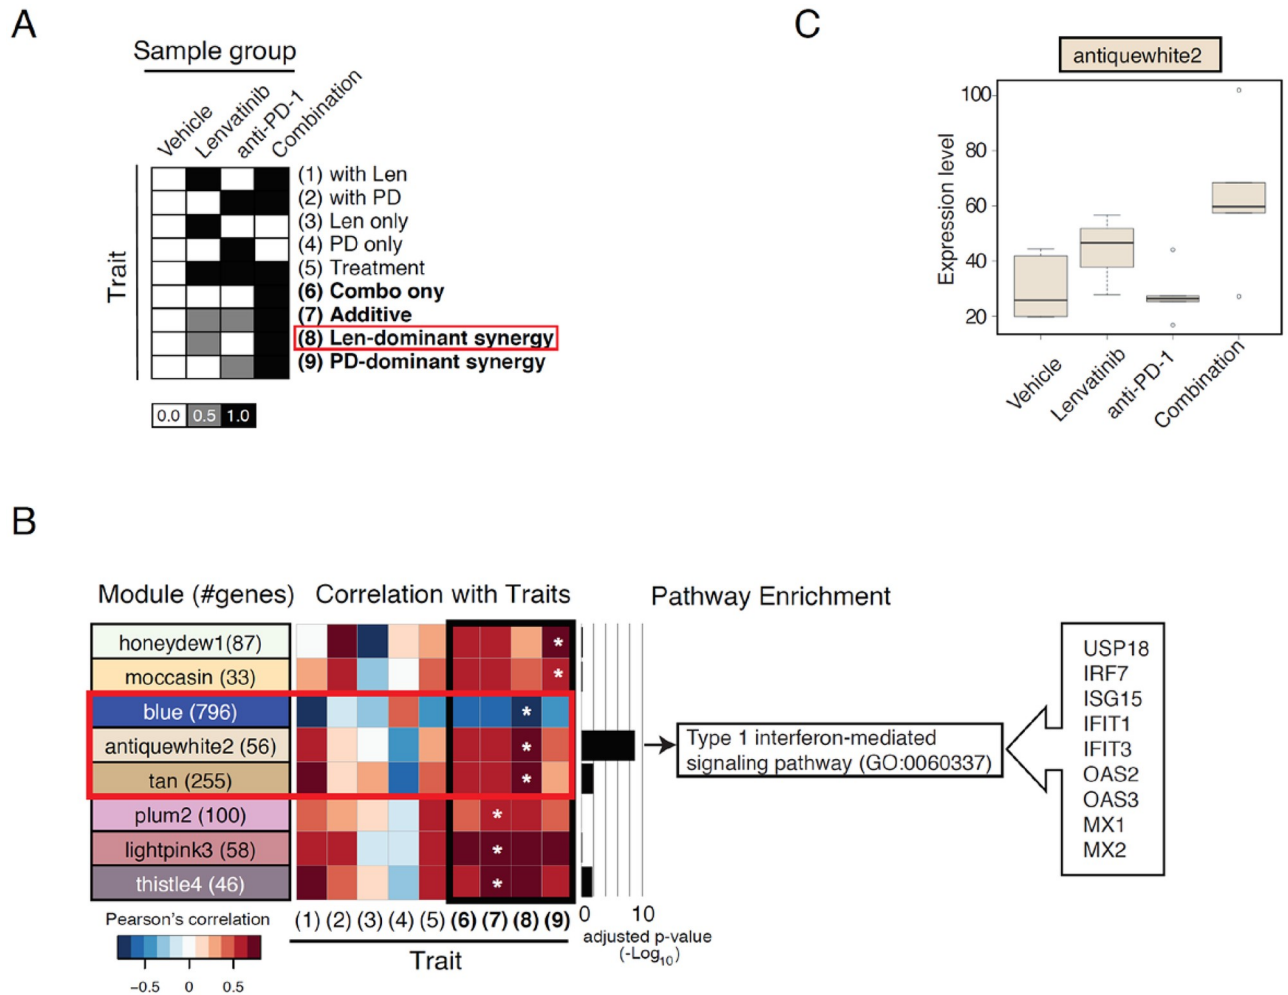 A
Sample group
Vehicle
Lenvatinib
anti-PD-1
Combination
Trait
(1) with Len
(2) with PD
(3) Len only
(4) PD only
(5) Treatment
(6) Combo ony
(7) Additive
(8) Len-dominant synergy
(9) PD-dominant synergy
0.0 0.5 1.0
C
antiquewhite2
Expression level
100
80
60
40
20
Vehicle
Lenvatinib
anti-PD-1
Combination
B
Module (#genes)
Correlation with Traits
Pathway Enrichment
honeydew1(87)
*
moccasin (33)
*
blue (796)
*
antiquewhite2 (56)
*
tan (255)
*
plum2 (100)
*
lightpink3 (58)
*
thistle4 (46)
*
(1) (2) (3) (4) (5) (6) (7) (8) (9)
Trait
0 10
adjusted p-value
(-Log10)
Pearson's correlation
−0.5 0 0.5
Type 1 interferon-mediated
signaling pathway (GO:0060337)
USP18
IRF7
ISG15
IFIT1
IFIT3
OAS2
OAS3
MX1
MX2